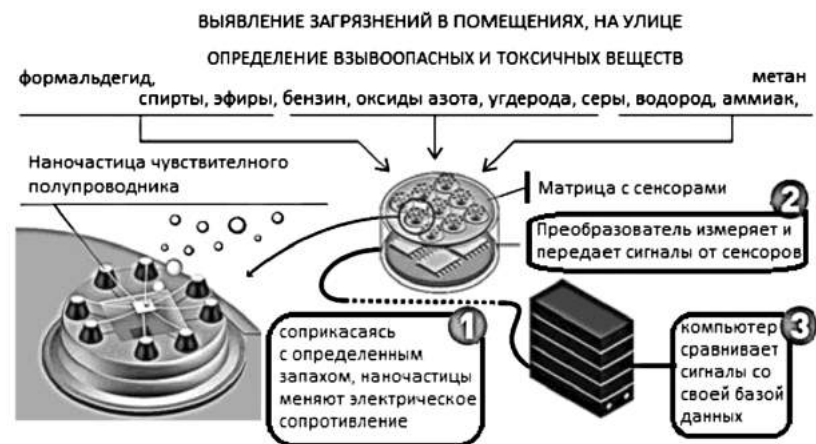 ВЫЯВЛЕНИЕ ЗАГРЯЗНЕНИЙ В ПОМЕЩЕНИЯХ, НА УЛИЦЕ
ОПРЕДЕЛЕНИЕ ВЗЫВООПАСНЫХ И ТОКСИЧНЫХ ВЕЩЕСТВ
формальдегид,
метан
спирты, эфиры, бензин, оксиды азота, угдерода, серы, водород, аммиак,
Наночастица чувствителного
полупроводника
Матрица с сенсорами
2
Преобразователь измеряет и
передает сигналы от сенсоров
1
соприкасаясь
с определенным
запахом, наночастицы
меняют электрическое
сопротивление
3
компьютер
сравнивает
сигналы со
своей базой
данных